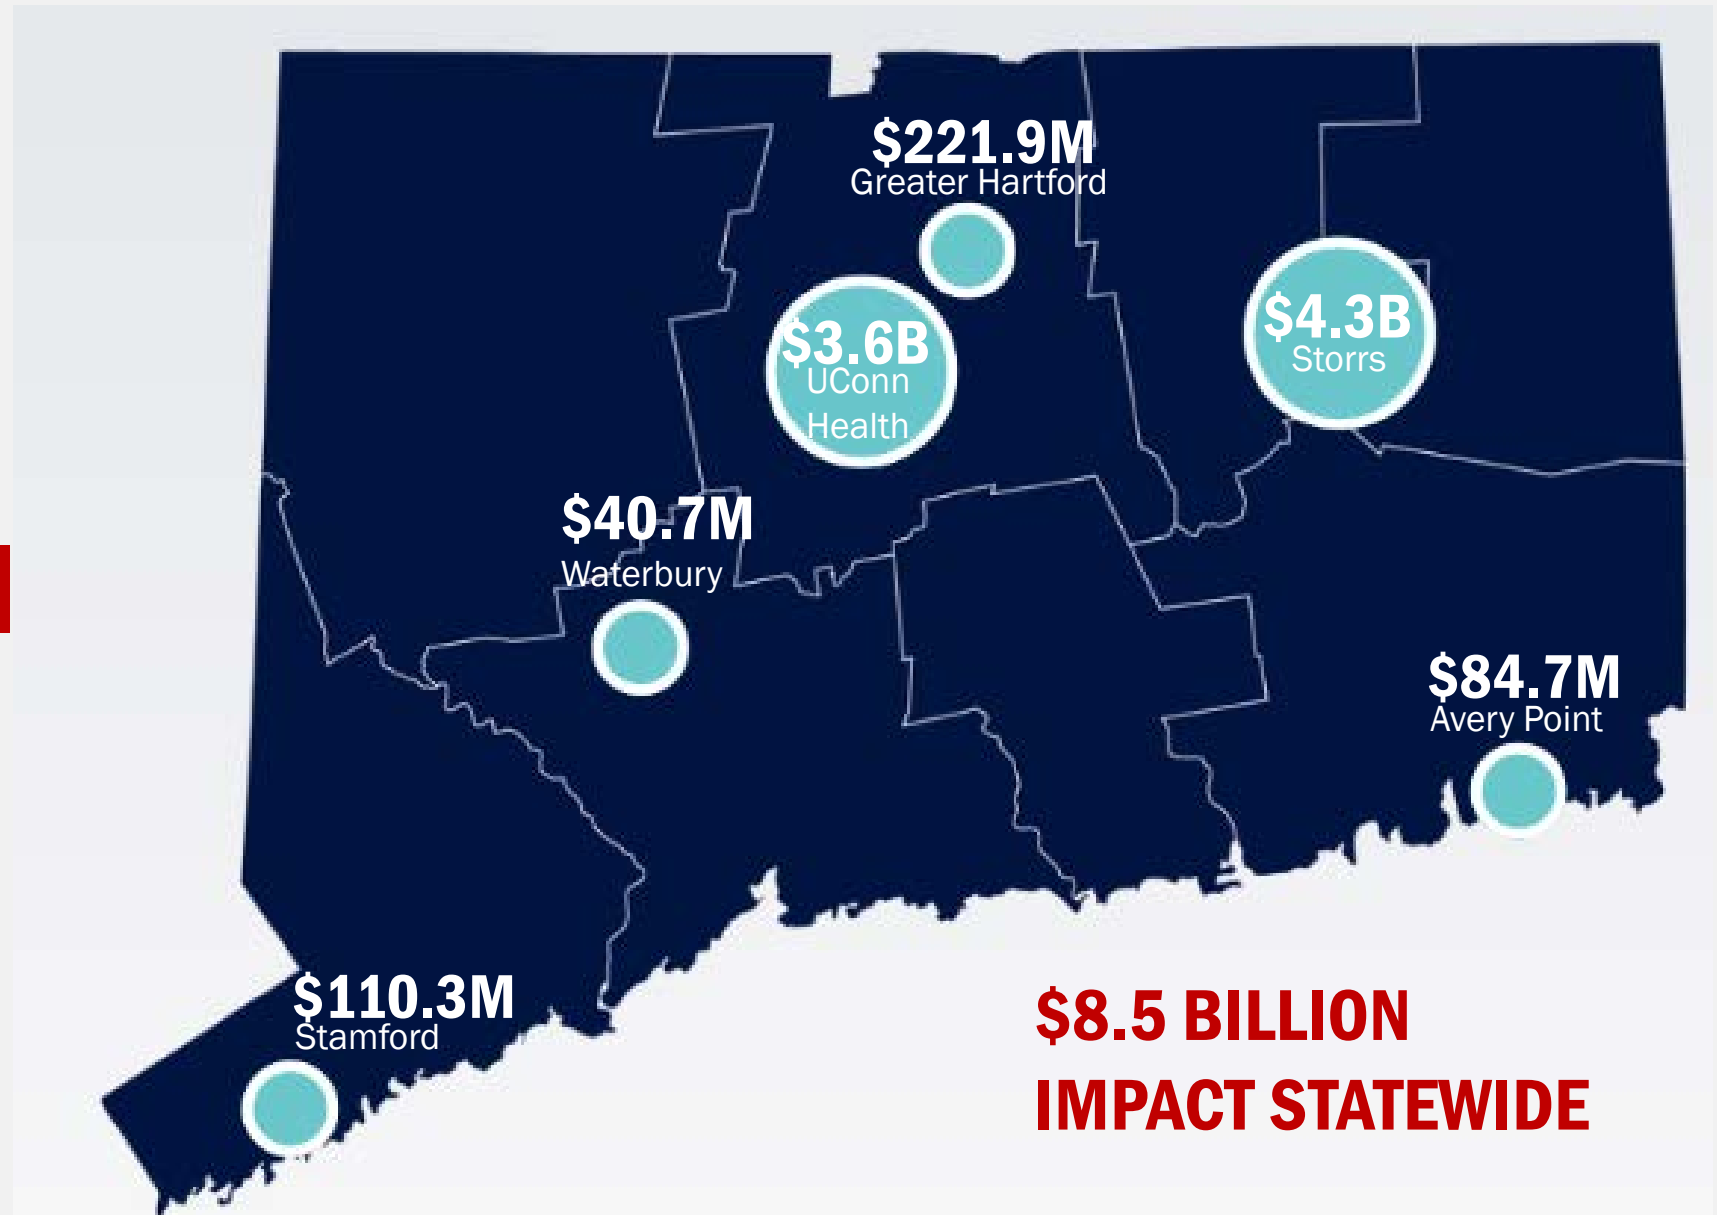 $221.9M
Greater Hartford
$4.3B
Storrs
$3.6B
UConn
Health
$40.7M
Waterbury
$84.7M
Avery Point
$110.3M
Stamford
$8.5 BILLION
IMPACT STATEWIDE